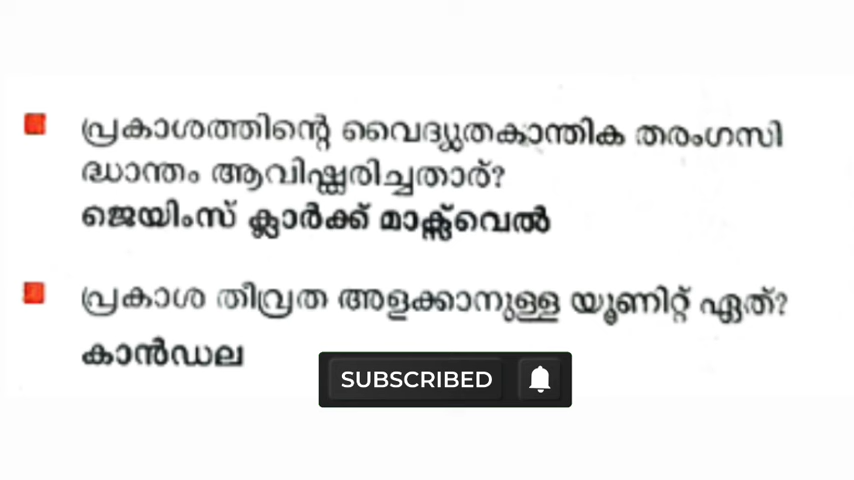 പ്രകാശത്തിന്റെ വൈദ്യുതകാന്തിക തരംഗസി
ദ്ധാന്തം ആവിഷ്കരിച്ചതാര്?
ജെയിംസ് ക്ലാർക്ക് മാക്സ്‌വെൽ
പ്രകാശ തീവ്രത അളക്കാനുള്ള യൂണിറ്റ് ഏത്?
കാൻഡല
SUBSCRIBED